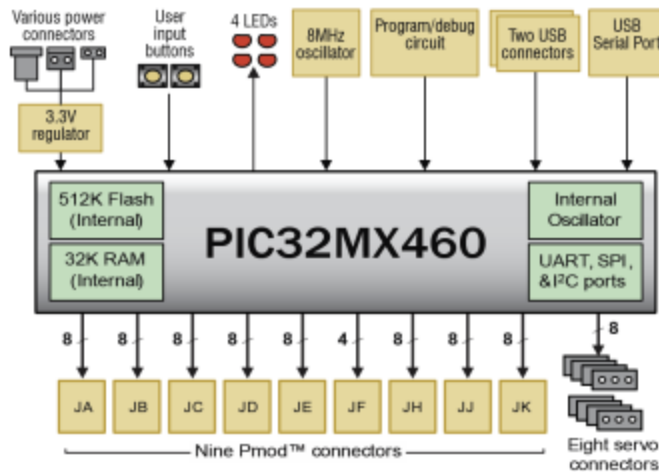 Various power
connectors
User
input
buttons
4 LEDs
8MHz
oscillator
Program/debug
circuit
Two USB
connectors
USB
Serial Port
3.3V
regulator
512K Flash
(Internal)
32K RAM
(Internal)
PIC32MX460
Internal
Oscillator
UART, SPI,
&I²C ports
8 8 8 8 8 4 8 8 8 8
JA JB JC JD JE JF JH JJ JK
Nine Pmod™ connectors
Eight servo
connectors